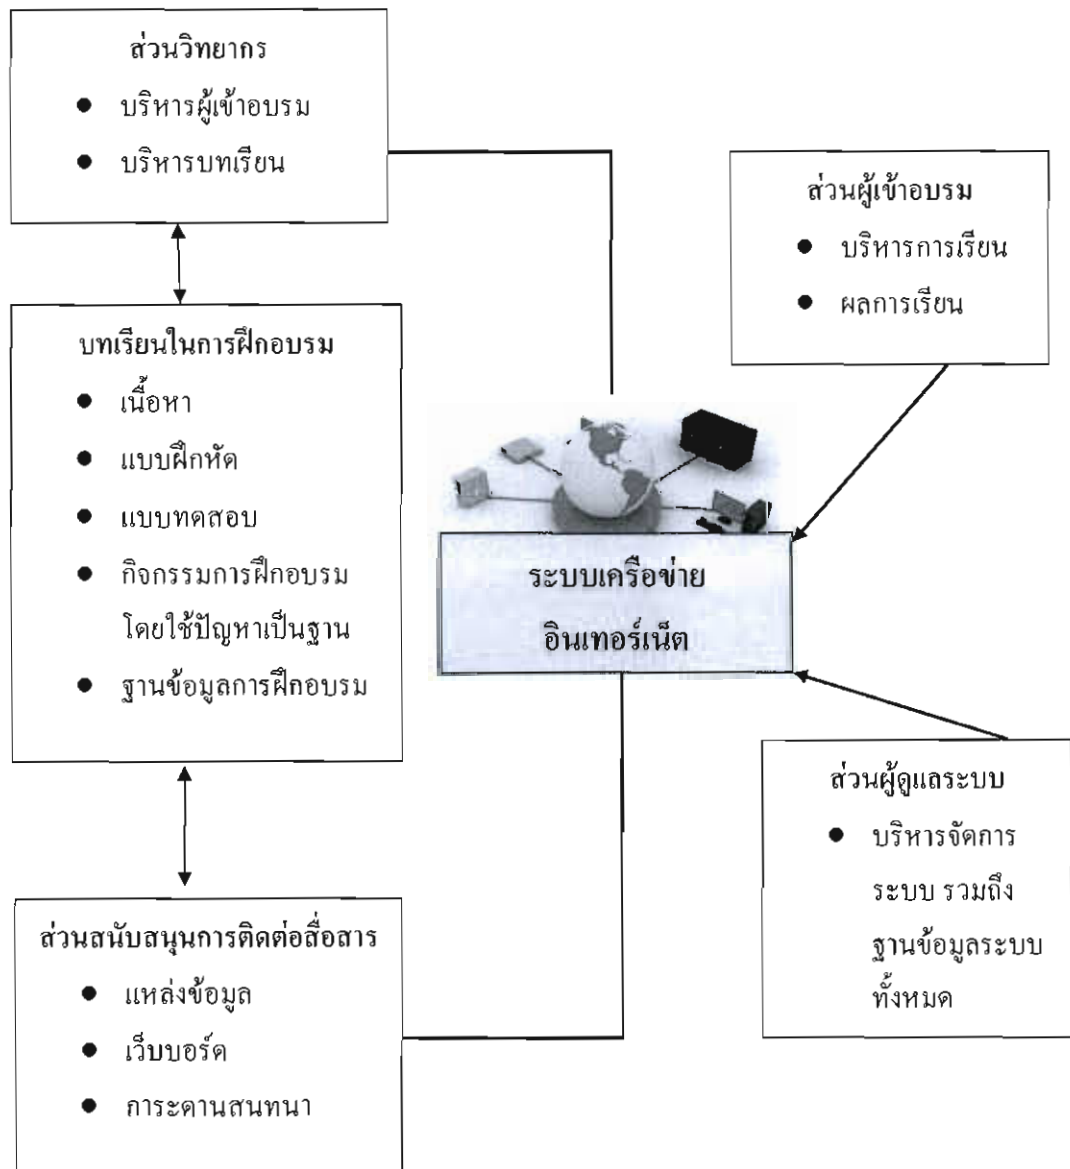 ส่วนวิทยากร
● บริหารผู้เข้าอบรม
● บริหารบทเรียน
บทเรียนในการฝึกอบรม
● เนื้อหา
● แบบฝึกหัด
● แบบทดสอบ
● กิจกรรมการฝึกอบรม
โดยใช้ปัญหาเป็นฐาน
● ฐานข้อมูลการฝึกอบรม
ส่วนสนับสนุนการติดต่อสื่อสาร
● แหล่งข้อมูล
● เว็บบอร์ด
● การะดานสนทนา
ระบบเครือข่าย
อินเทอร์เน็ต
ส่วนผู้เข้าอบรม
● บริหารการเรียน
● ผลการเรียน
ส่วนผู้ดูแลระบบ
● บริหารจัดการ
ระบบ รวมถึง
ฐานข้อมูลระบบ
ทั้งหมด